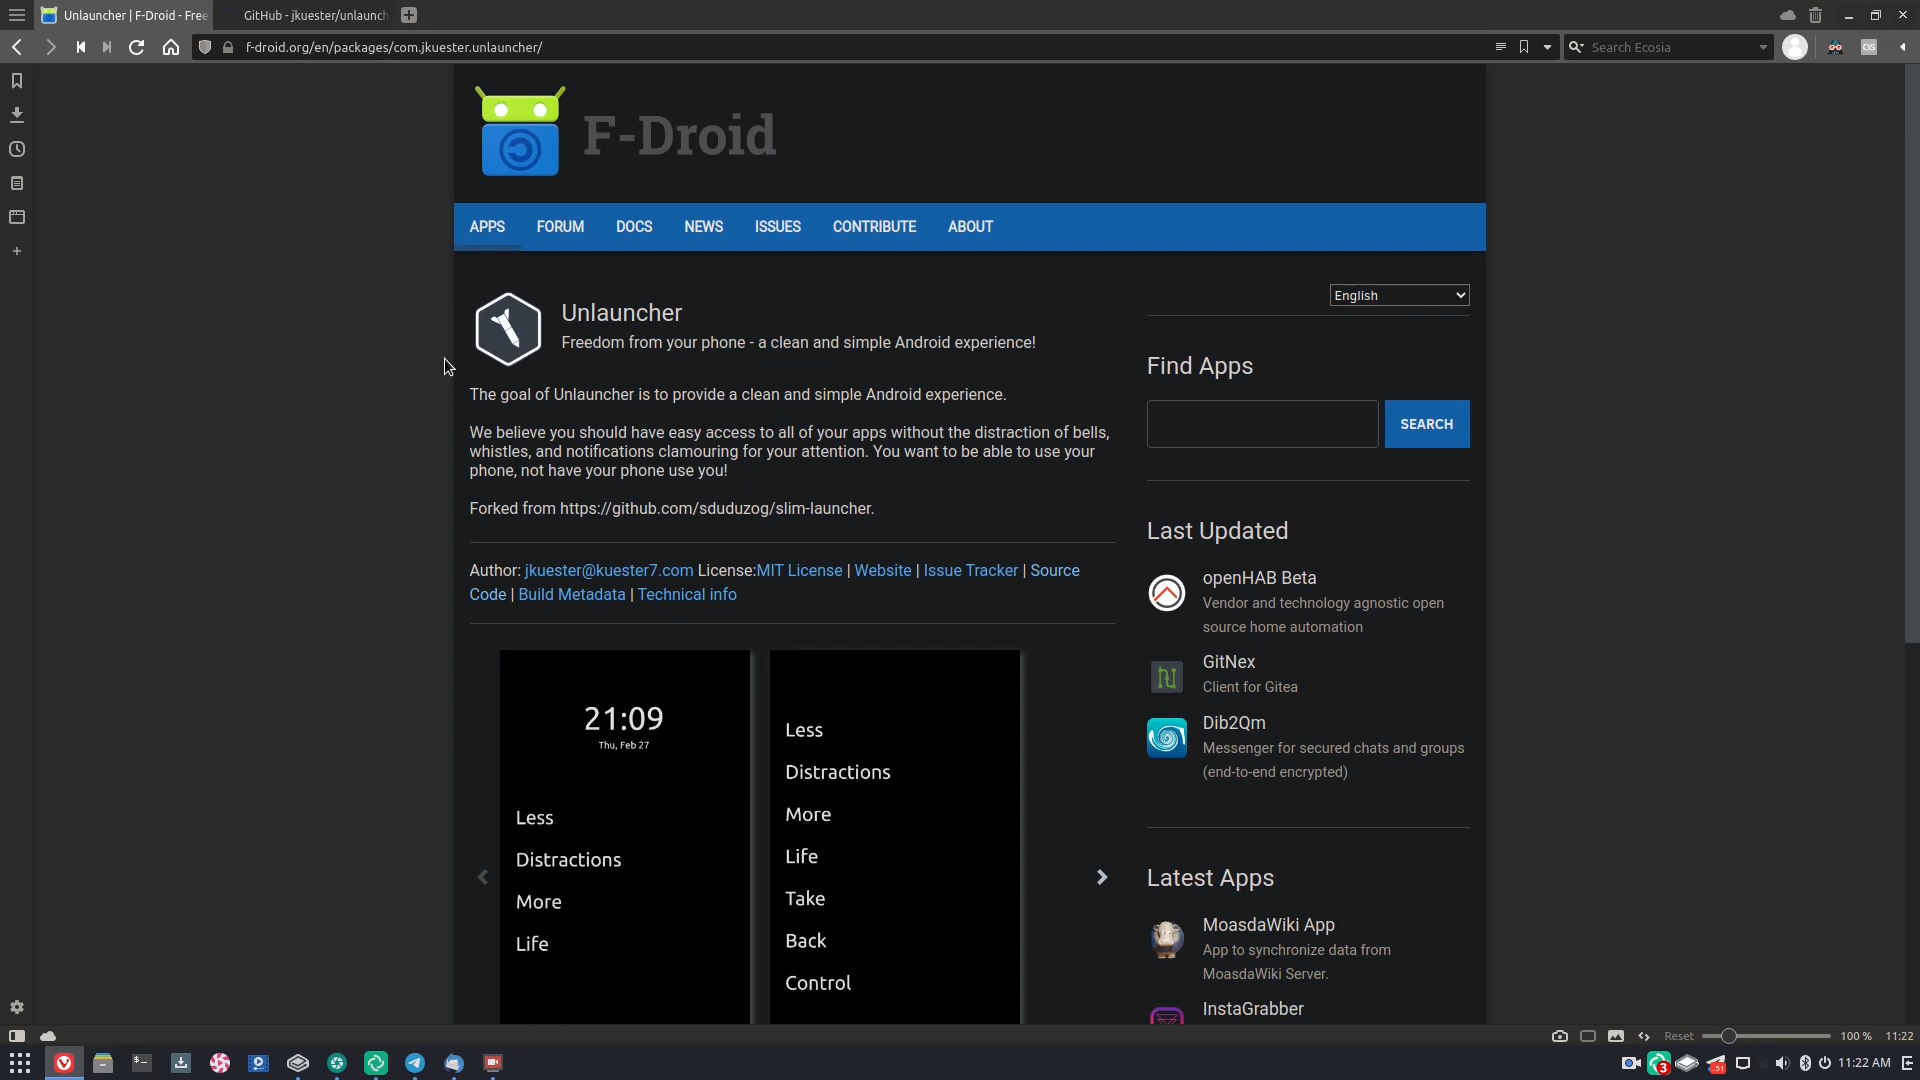 Unlauncher | F-Droid - Free
GitHub - jkuester/unlaunch
f-droid.org/en/packages/com.jkuester.unlauncher/
Search Ecosia
F-Droid
APPS FORUM DOCS NEWS ISSUES CONTRIBUTE ABOUT
English
Unlauncher
Freedom from your phone - a clean and simple Android experience!
The goal of Unlauncher is to provide a clean and simple Android experience.
We believe you should have easy access to all of your apps without the distraction of bells,
whistles, and notifications clamouring for your attention. You want to be able to use your
phone, not have your phone use you!
Forked from https://github.com/sduduzog/slim-launcher.
Author: jkuester@kuester7.com License:MIT License | Website | Issue Tracker | Source
Code | Build Metadata | Technical info
21:09
Thu, Feb 27
Less
Distractions
More
Life
Less
Distractions
More
Life
Take
Back
Control
Find Apps
SEARCH
Last Updated
openHAB Beta
Vendor and technology agnostic open
source home automation
GitNex
Client for Gitea
Dib2Qm
Messenger for secured chats and groups
(end-to-end encrypted)
Latest Apps
MoasdaWiki App
App to synchronize data from
MoasdaWiki Server.
InstaGrabber
Reset 100 % 11:22
3
11:22 AM